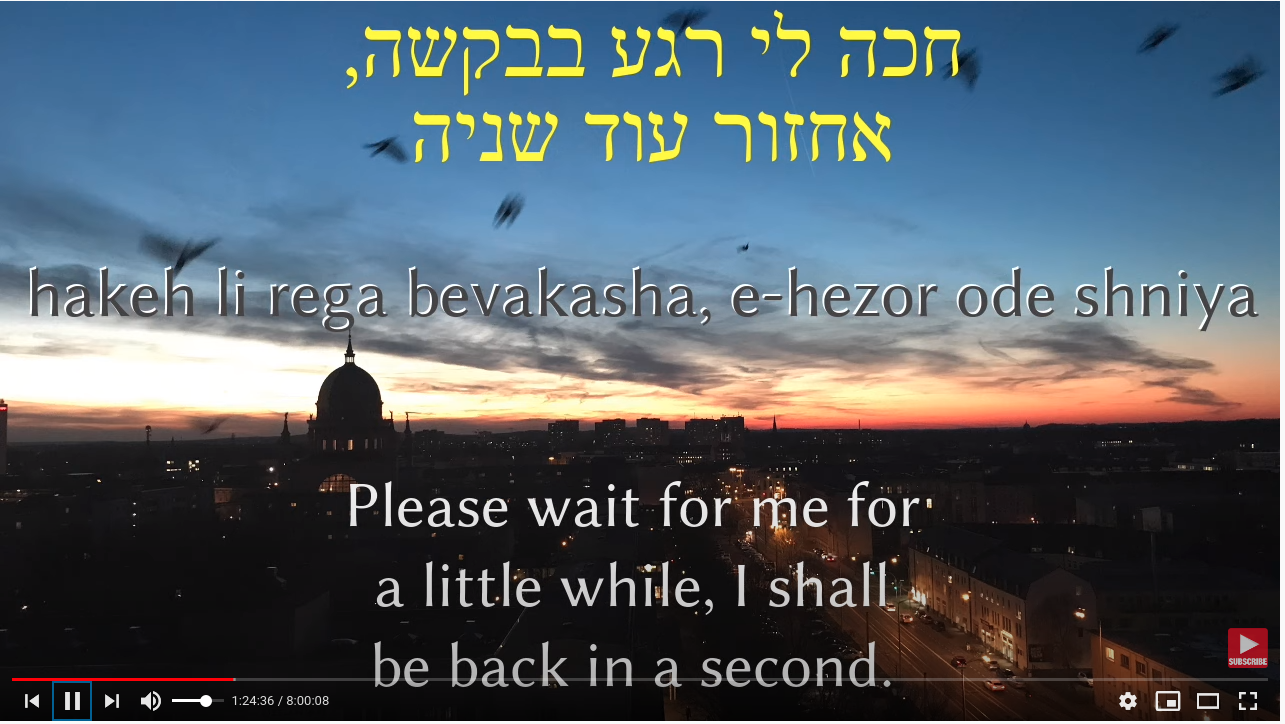 חכה לי רגע בבקשה,
אחזור עוד שניה
hakeh li rega bevakasha, e-hezor ode shniya
Please wait for me for
a little while, I shall
be back in a second.
SUBSCRIBE
1:24:36 / 8:00:08